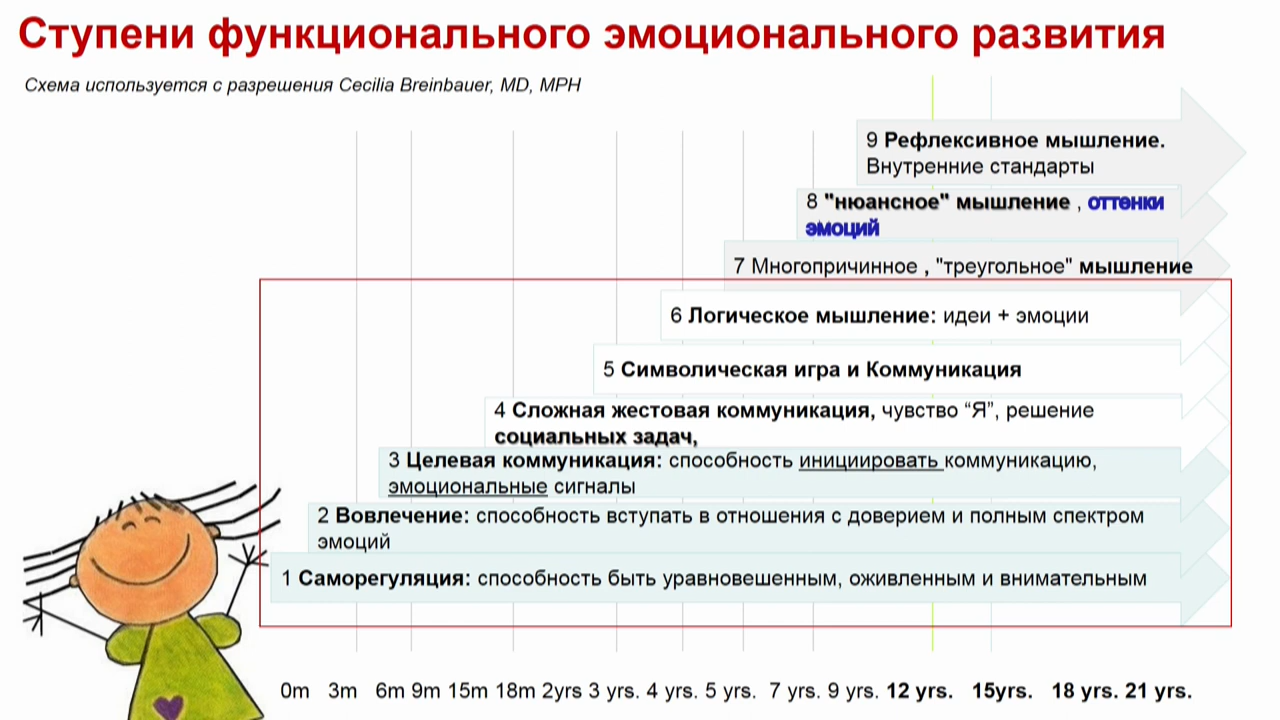 Ступени функционального эмоционального развития
Схема используется с разрешения Cecilia Breinbauer, MD, MPH
9 Рефлексивное мышление.
Внутренние стандарты
8 "нюансное" мышление , оттенки
эмоций
7 Многопричинное , "треугольное" мышление
6 Логическое мышление: идеи + эмоции
5 Символическая игра и Коммуникация
4 Сложная жестовая коммуникация, чувство “Я”, решение
социальных задач,
3 Целевая коммуникация: способность инициировать коммуникацию,
эмоциональные сигналы
2 Вовлечение: способность вступать в отношения с доверием и полным спектром
эмоций
1 Саморегуляция: способность быть уравновешенным, оживленным и внимательным
0m 3m 6m 9m 15m 18m 2yrs 3 yrs. 4 yrs. 5 yrs. 7 yrs. 9 yrs. 12 yrs. 15yrs. 18 yrs. 21 yrs.